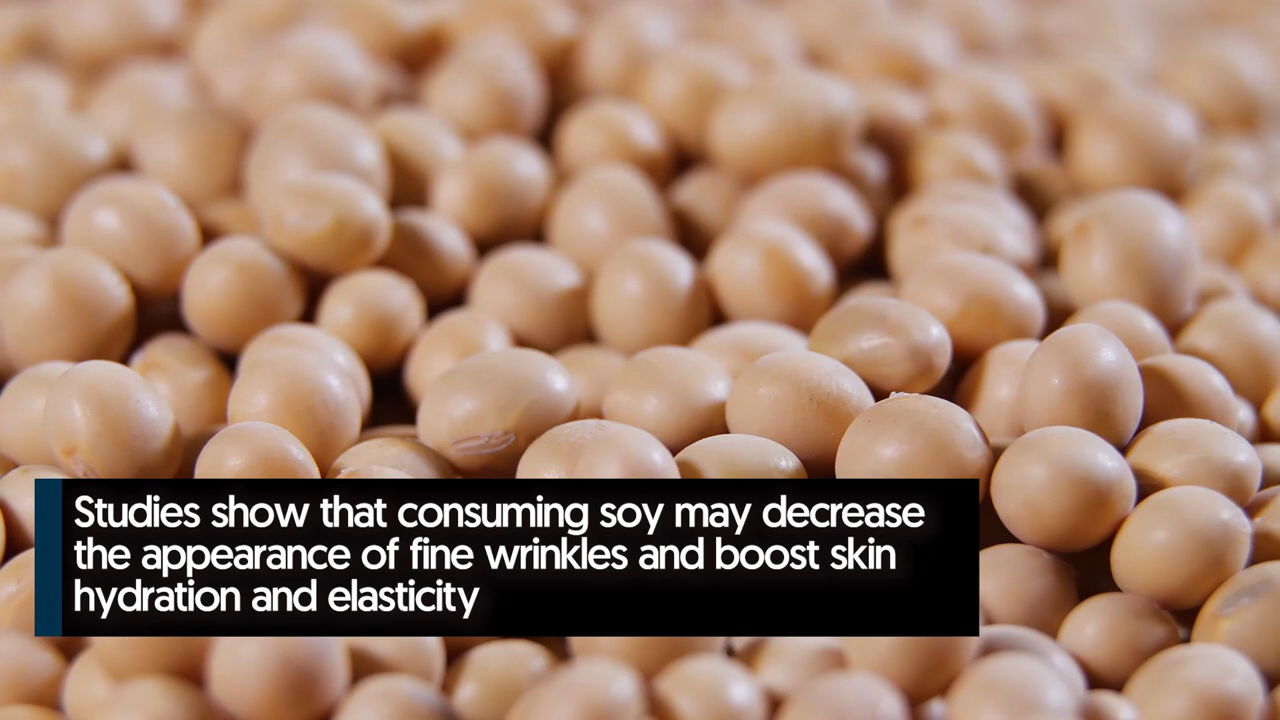 Studies show that consuming soy may decrease
the appearance of fine wrinkles and boost skin
hydration and elasticity